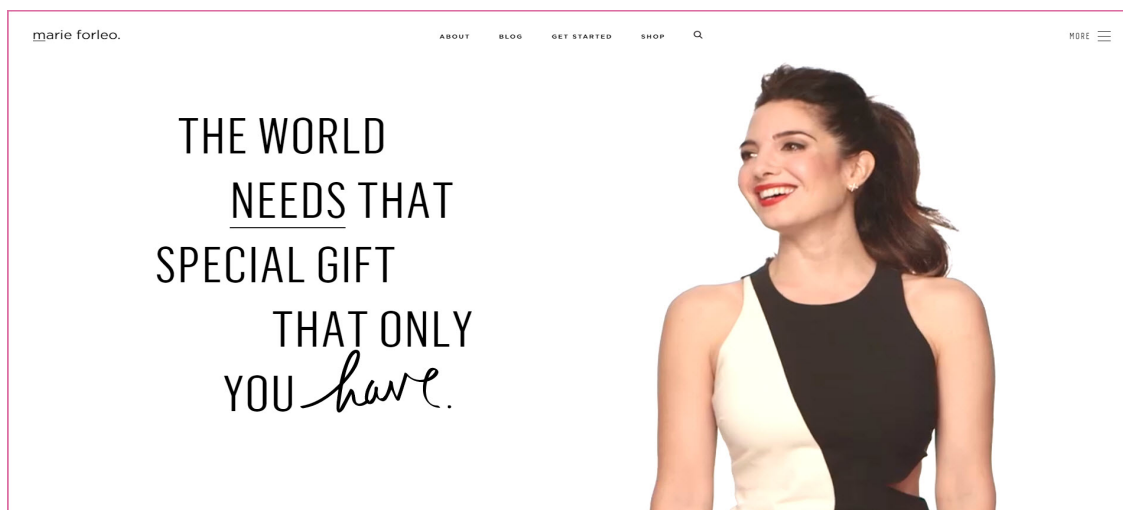 marie forleo.
ABOUT BLOG GET STARTED SHOP
MORE
THE WORLD
NEEDS THAT
SPECIAL GIFT
THAT ONLY
YOU have.